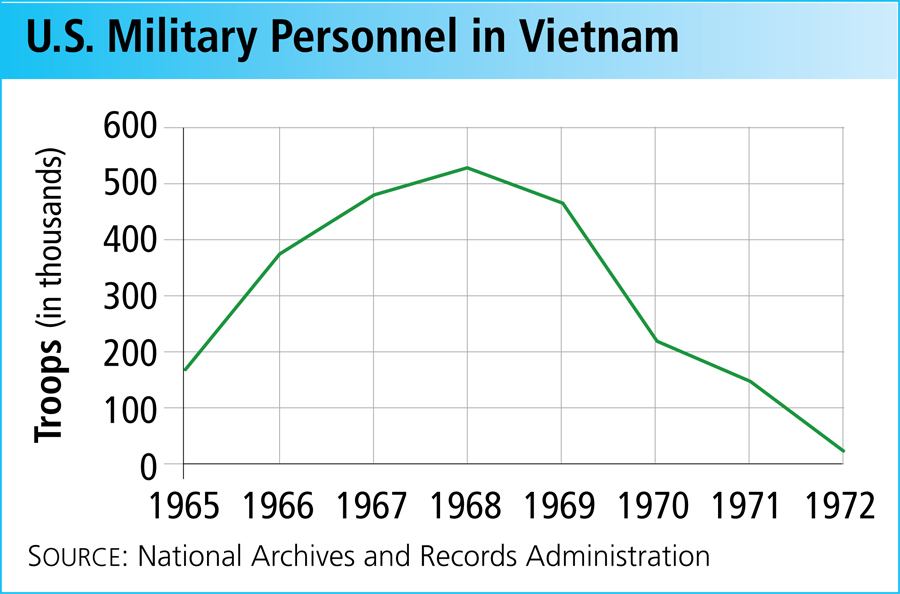 U.S. Military Personnel in Vietnam
Troops (in thousands)
600
500
400
300
200
100
0
1965 1966 1967 1968 1969 1970 1971 1972
SOURCE: National Archives and Records Administration